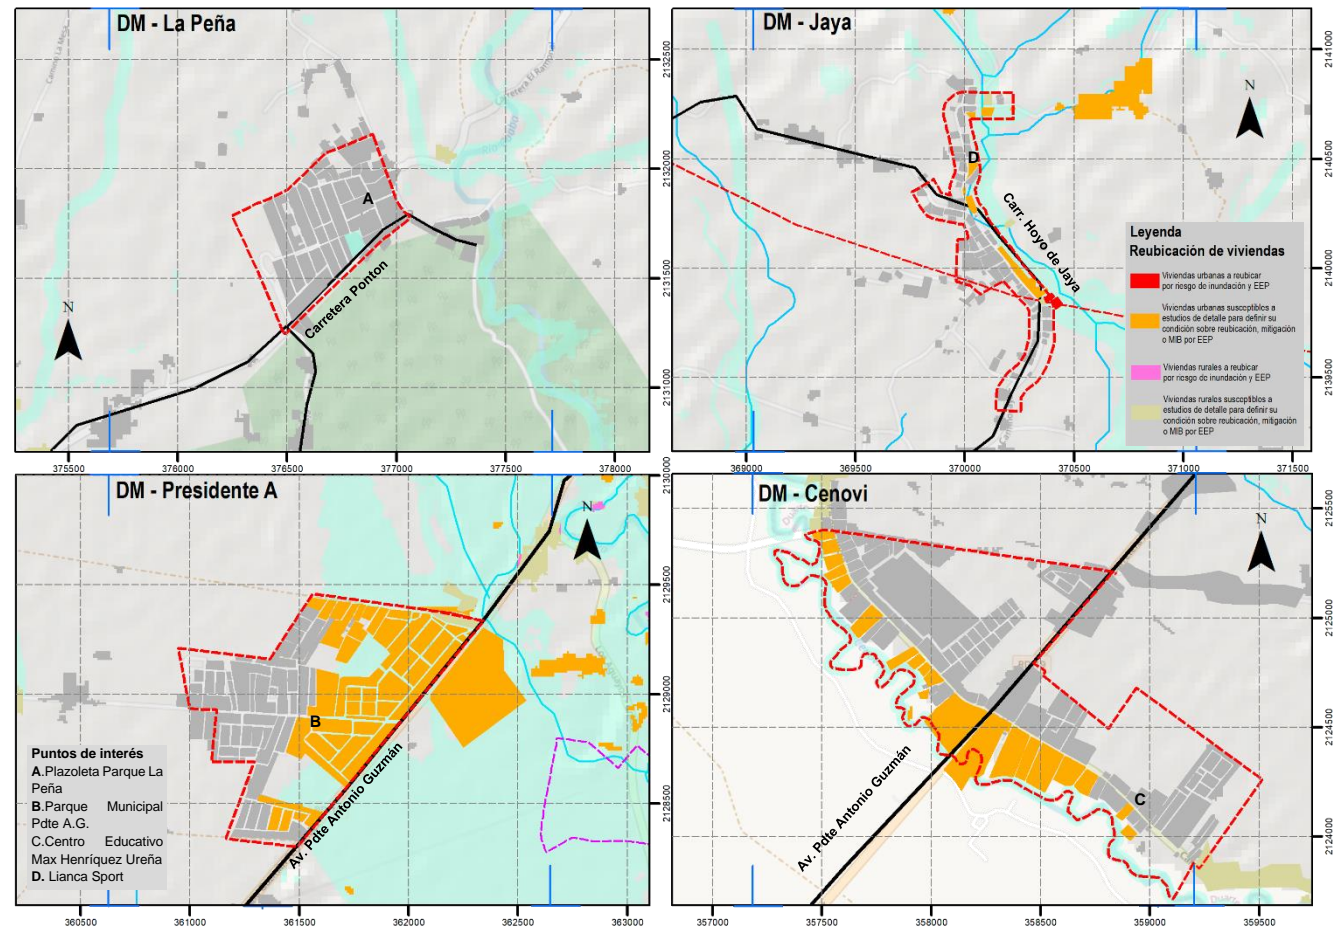 DM - La Peña
Camino La Mesa
Carretera El Ramonal
A
N
Carretera Ponton
2132500
2132000
2131500
2131000
375500
376000
376500
377000
377500
378000
DM - Jaya
N
D
Carr. Hoyo de Jaya
Leyenda
Reubicación de viviendas
Viviendas urbanas a reubicar
por riesgo de inundación y EEP
Viviendas urbanas susceptibles a
estudios de detalle para definir su
condición sobre reubicación, mitigación
o MIB por EEP
Viviendas rurales a reubicar
por riesgo de inundación y EEP
Viviendas rurales susceptibles a
estudios de detalle para definir su
condición sobre reubicación, mitigación
o MIB por EEP
2141000
2140500
2140000
2139500
369000
369500
370000
370500
371000
371500
DM - Presidente A
N
B
Av. Pdte Antonio Guzmán
Puntos de interés
A.Plazoleta Parque La
Peña
B.Parque Municipal
Pdte A.G.
C.Centro Educativo
Max Henríquez Ureña
D. Lianca Sport
2130000
2129500
2129000
2128500
360500
361000
361500
362000
362500
363000
DM - Cenovi
N
C
Av. Pdte Antonio Guzmán
2125500
2125000
2124500
2124000
357000
357500
358000
358500
359000
359500